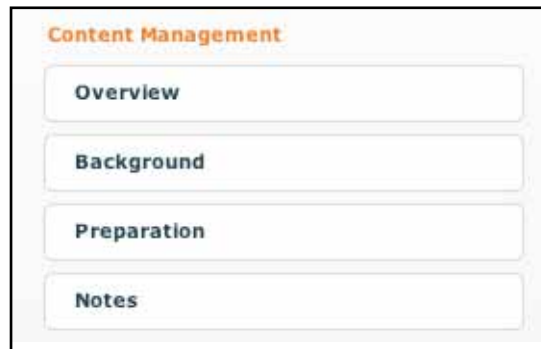 Content Management
Overview
Background
Preparation
Notes